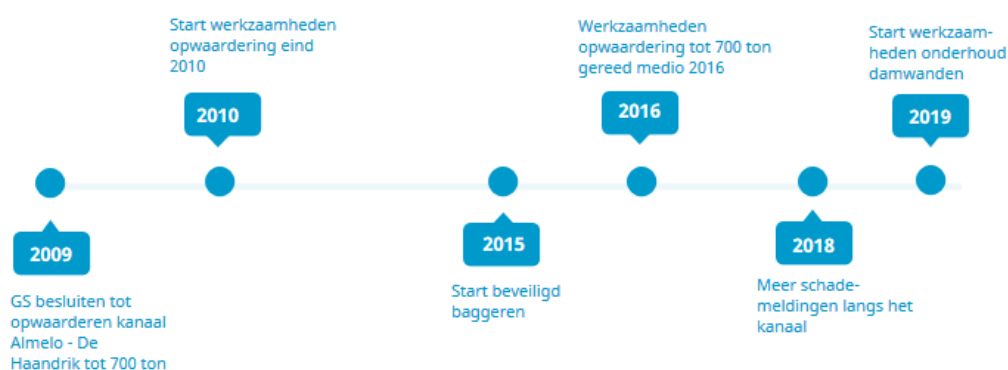 2009
GS besluiten tot
opwaarderen kanaal
Almelo - De
Haandrik tot 700 ton
Start werkzaamheden
opwaardering eind
2010
2010
2015
Start beveiligd
baggeren
Werkzaamheden
opwaardering tot 700 ton
gereed medio 2016
2016
2018
Meer schade-
meldingen langs het
kanaal
Start werkzaam-
heden onderhoud
damwanden
2019